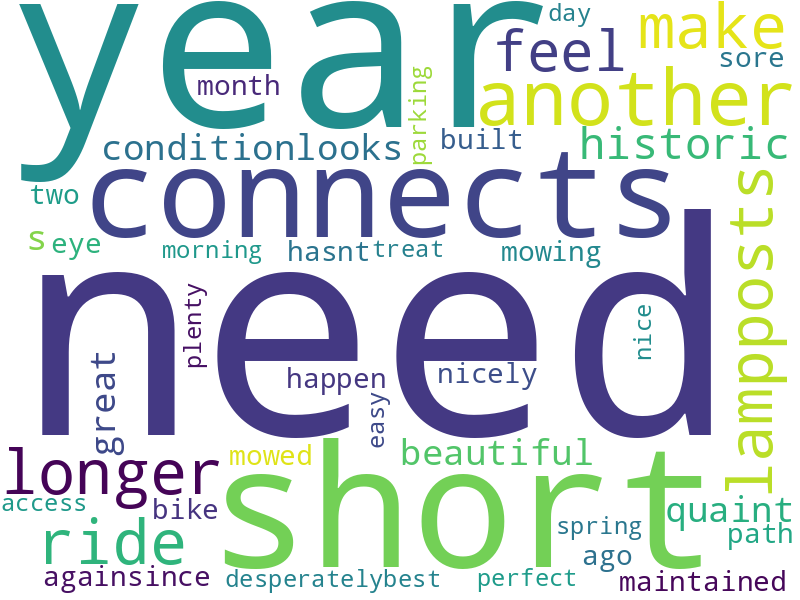 year
day
make
feel
sore
month
another
parking
built
conditionlooks
historic
connects
two
s
eye
morning
hasnt
treat
mowing
lampposts
need
plenty
nice
great
happen
nicely
easy
longer
mowed
beautiful
short
access
bike
quaint
ride
spring
path
ago
againsince
desperatelybest
perfect
maintained